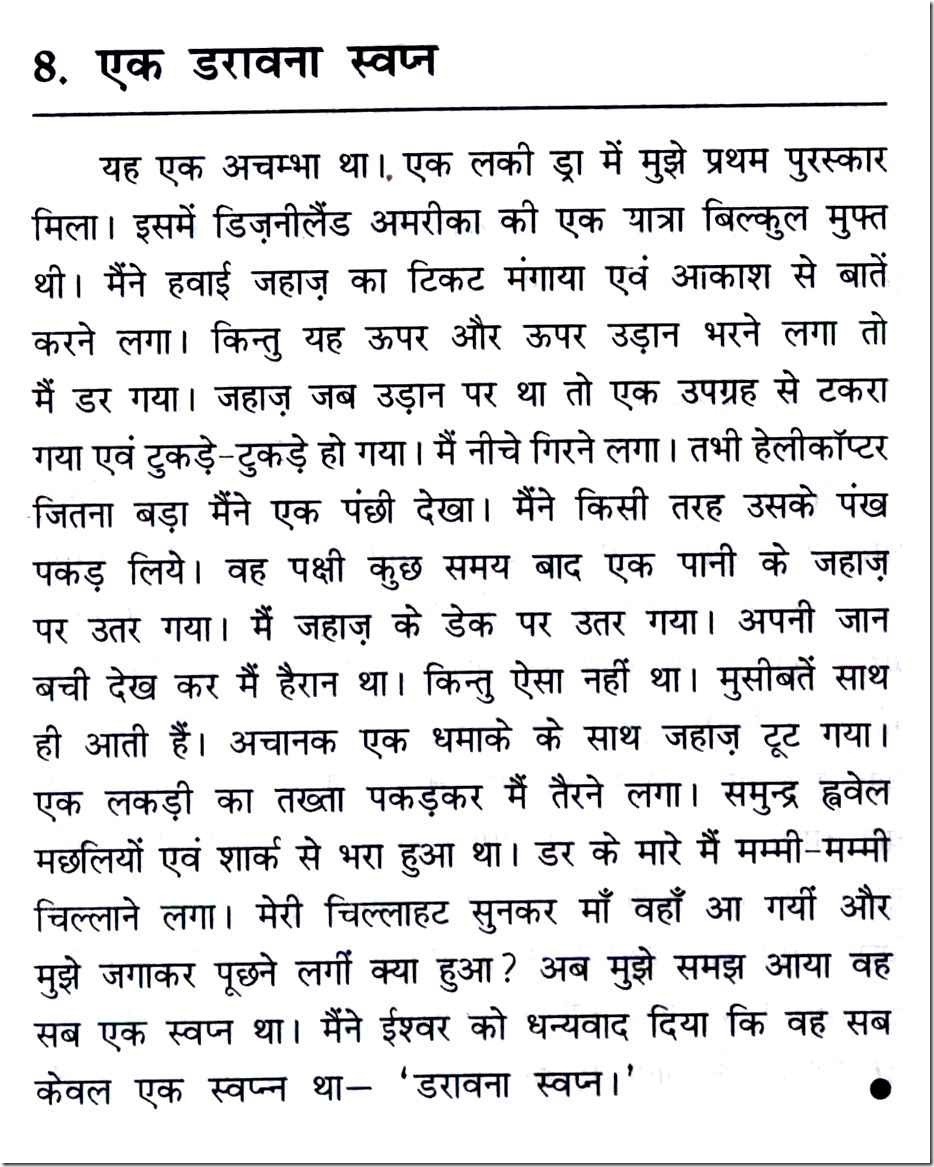 8. एक डरावना स्वप्न
यह एक अचम्भा था। एक लकी ड्रा में मुझे प्रथम पुरस्कार
मिला। इसमें डिज़नीलैंड अमरीका की एक यात्रा बिल्कुल मुफ्त
थी। मैंने हवाई जहाज़ का टिकट मंगाया एवं आकाश से बातें
करने लगा। किन्तु यह ऊपर और ऊपर उड़ान भरने लगा तो
मैं डर गया। जहाज़ जब उड़ान पर था तो एक उपग्रह से टकरा
गया एवं टुकड़े-टुकड़े हो गया। मैं नीचे गिरने लगा। तभी हेलीकॉप्टर
जितना बड़ा मैंने एक पंछी देखा। मैंने किसी तरह उसके पंख
पकड़ लिये। वह पक्षी कुछ समय बाद एक पानी के जहाज़
पर उतर गया। मैं जहाज़ के डेक पर उतर गया। अपनी जान
बची देख कर मैं हैरान था। किन्तु ऐसा नहीं था। मुसीबतें साथ
ही आती हैं। अचानक एक धमाके के साथ जहाज़ टूट गया।
एक लकड़ी का तख्ता पकड़कर मैं तैरने लगा। समुन्द्र ह्ववेल
मछलियों एवं शार्क से भरा हुआ था। डर के मारे मैं मम्मी-मम्मी
चिल्लाने लगा। मेरी चिल्लाहट सुनकर माँ वहाँ आ गयीं और
मुझे जगाकर पूछने लगीं क्या हुआ? अब मुझे समझ आया वह
सब एक स्वप्न था। मैंने ईश्वर को धन्यवाद दिया कि वह सब
केवल एक स्वप्न्न था— ‘डरावना स्वप्न।’